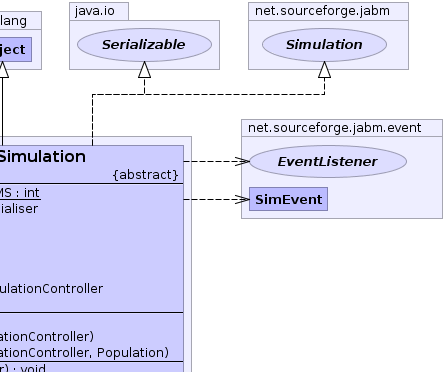 lang
java.io
net.sourceforge.jabm
ject
Serializable
Simulation
net.sourceforge.jabm.event
EventListener
SimEvent
Simulation
{abstract}
MS : int
ialiser
ulationController
ationController)
ationController, Population)
r) : void